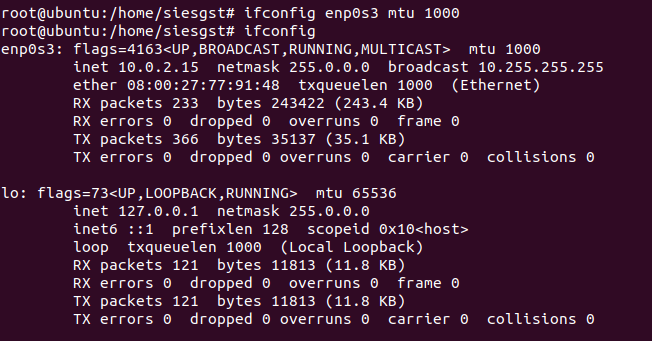 root@ubuntu:/home/siesgst# ifconfig enp0s3 mtu 1000
root@ubuntu:/home/siesgst# ifconfig
enp0s3: flags=4163<UP,BROADCAST,RUNNING,MULTICAST>  mtu 1000
        inet 10.0.2.15  netmask 255.0.0.0  broadcast 10.255.255.255
        ether 08:00:27:77:91:48  txqueuelen 1000  (Ethernet)
        RX packets 233  bytes 243422 (243.4 KB)
        RX errors 0  dropped 0  overruns 0  frame 0
        TX packets 366  bytes 35137 (35.1 KB)
        TX errors 0  dropped 0 overruns 0  carrier 0  collisions 0

lo: flags=73<UP,LOOPBACK,RUNNING>  mtu 65536
        inet 127.0.0.1  netmask 255.0.0.0
        inet6 ::1  prefixlen 128  scopeid 0x10<host>
        loop  txqueuelen 1000  (Local Loopback)
        RX packets 121  bytes 11813 (11.8 KB)
        RX errors 0  dropped 0  overruns 0  frame 0
        TX packets 121  bytes 11813 (11.8 KB)
        TX errors 0  dropped 0 overruns 0  carrier 0  collisions 0